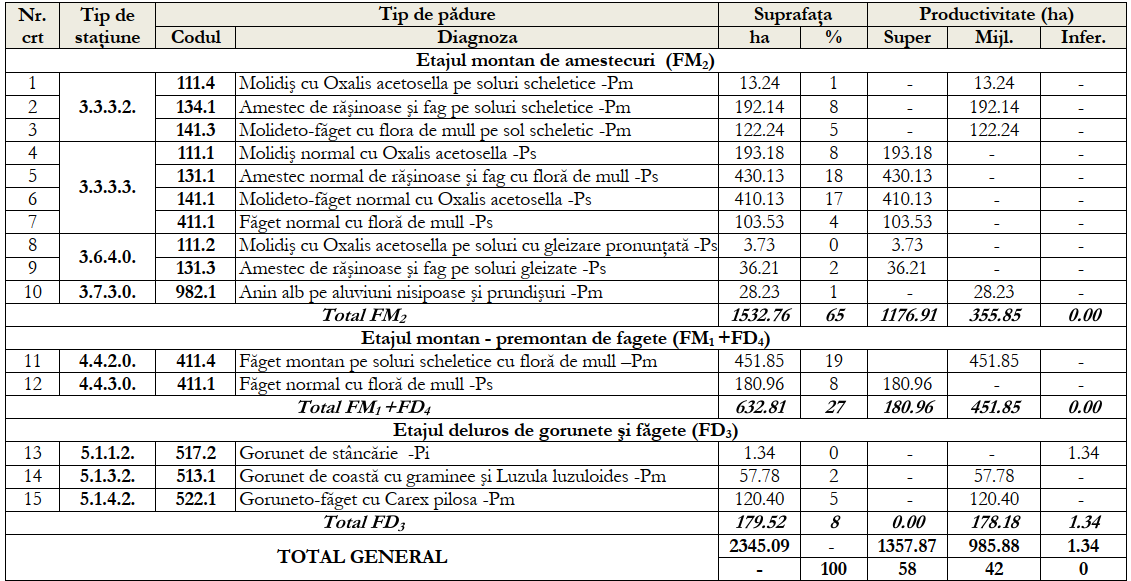 Nr. crt Tip de stațiune Tip de pădure Suprafața Productivitate (ha)
Codul Diagnoza ha % Super Mijl. Infer.
Etajul montan de amestecuri (FM2)
1 3.3.3.2. 111.4 Molidiş cu Oxalis acetosella pe soluri scheletice -Pm 13.24 1 - 13.24 -
2 134.1 Amestec de răşinoase şi fag pe soluri scheletice -Pm 192.14 8 - 192.14 -
3 141.3 Molideto-făget cu flora de mull pe sol scheletic -Pm 122.24 5 - 122.24 -
4 3.3.3.3. 111.1 Molidiş normal cu Oxalis acetosella -Ps 193.18 8 193.18 - -
5 131.1 Amestec normal de răşinoase şi fag cu floră de mull -Ps 430.13 18 430.13 - -
6 141.1 Molideto-făget normal cu Oxalis acetosella -Ps 410.13 17 410.13 - -
7 411.1 Făget normal cu floră de mull -Ps 103.53 4 103.53 - -
8 3.6.4.0. 111.2 Molidiş cu Oxalis acetosella pe soluri cu gleizare pronunţată -Ps 3.73 0 3.73 - -
9 131.3 Amestec de răşinoase şi fag pe soluri gleizate -Ps 36.21 2 36.21 - -
10 3.7.3.0. 982.1 Anin alb pe aluviuni nisipoase şi prundişuri -Pm 28.23 1 - 28.23 -
Total FM2 1532.76 65 1176.91 355.85 0.00
Etajul montan - premontan de fagete (FM1 +FD4)
11 4.4.2.0. 411.4 Făget montan pe soluri scheletice cu floră de mull –Pm 451.85 19 451.85 -
12 4.4.3.0. 411.1 Făget normal cu floră de mull -Ps 180.96 8 180.96 - -
Total FM1 +FD4 632.81 27 180.96 451.85 0.00
Etajul deluros de gorunete şi făgete (FD3)
13 5.1.1.2. 517.2 Gorunet de stâncărie -Pi 1.34 0 - - 1.34
14 5.1.3.2. 513.1 Gorunet de coastă cu graminee şi Luzula luzuloides -Pm 57.78 2 - 57.78 -
15 5.1.4.2. 522.1 Goruneto-făget cu Carex pilosa -Pm 120.40 5 - 120.40 -
Total FD3 179.52 8 0.00 178.18 1.34
TOTAL GENERAL 2345.09 - 1357.87 985.88 1.34
- 100 58 42 0